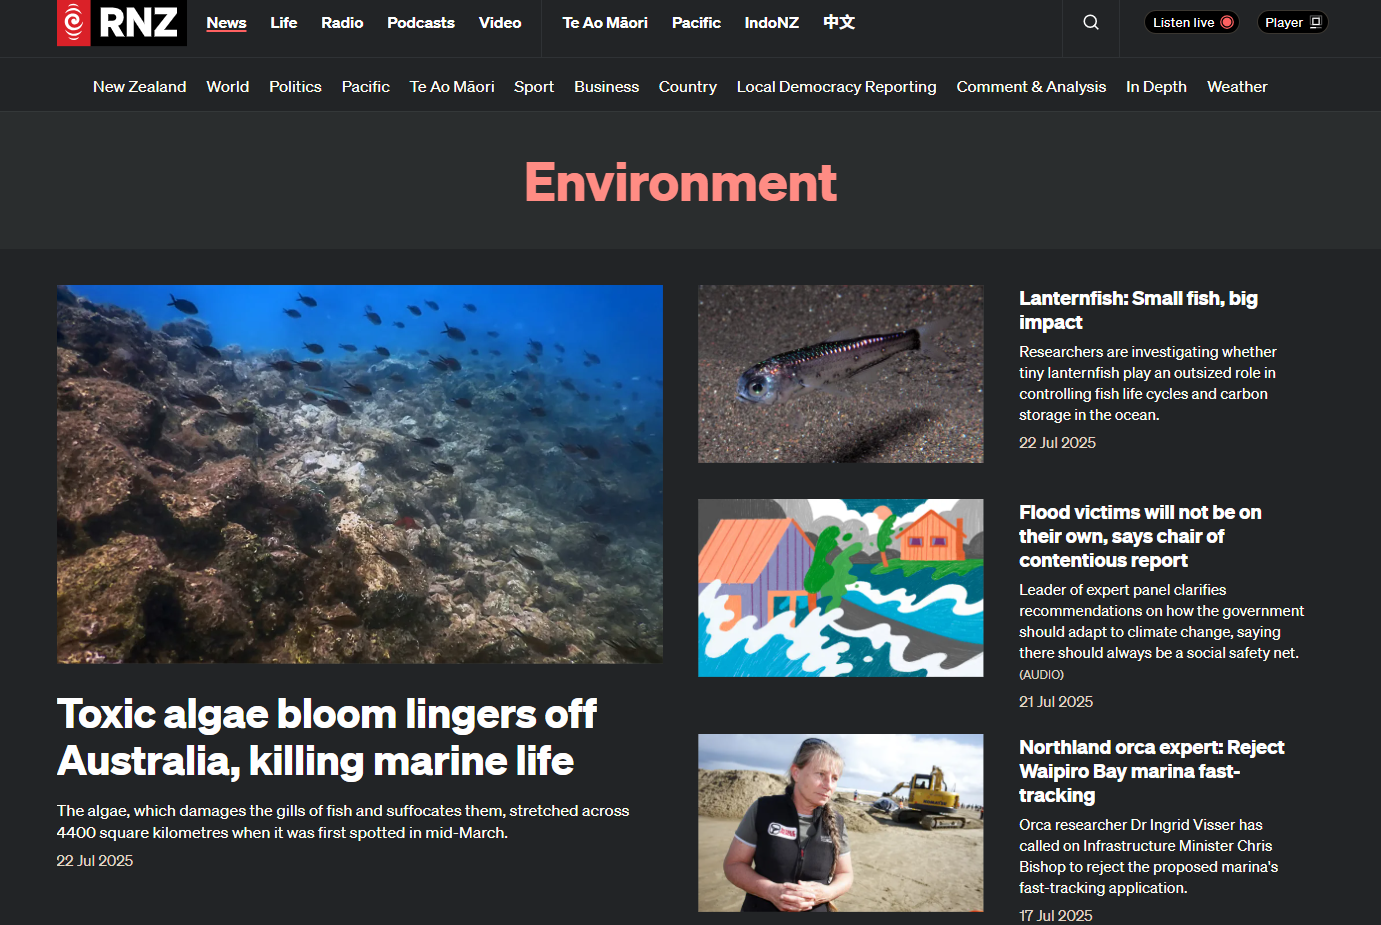 RNZ
News Life Radio Podcasts Video Te Ao Māori Pacific IndoNZ 中文 Listen live Player
New Zealand World Politics Pacific Te Ao Māori Sport Business Country Local Democracy Reporting Comment & Analysis In Depth Weather
Environment
Toxic algae bloom lingers off
Australia, killing marine life
The algae, which damages the gills of fish and suffocates them, stretched across
4400 square kilometres when it was first spotted in mid-March.
22 Jul 2025
Lanternfish: Small fish, big
impact
Researchers are investigating whether
tiny lanternfish play an outsized role in
controlling fish life cycles and carbon
storage in the ocean.
22 Jul 2025
Flood victims will not be on
their own, says chair of
contentious report
Leader of expert panel clarifies
recommendations on how the government
should adapt to climate change, saying
there should always be a social safety net.
(AUDIO)
21 Jul 2025
Northland orca expert: Reject
Waipiro Bay marina fast-
tracking
Orca researcher Dr Ingrid Visser has
called on Infrastructure Minister Chris
Bishop to reject the proposed marina's
fast-tracking application.
17 Jul 2025